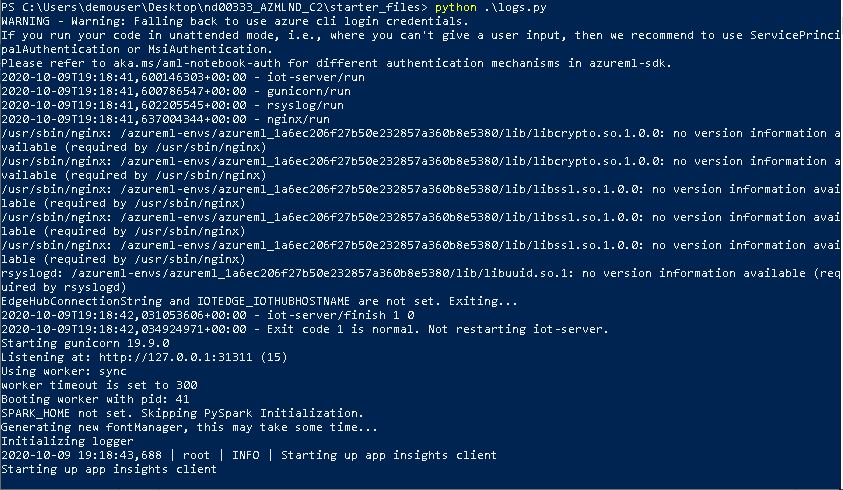 PS C:\Users\demouser\Desktop\nd00333_AZMLND_C2\starter_files> python .\logs.py
WARNING - Warning: Falling back to use azure cli login credentials.
If you run your code in unattended mode, i.e., where you can't give a user input, then we recommend to use ServicePrinci
palAuthentication or MsiAuthentication.
Please refer to aka.ms/aml-notebook-auth for different authentication mechanisms in azureml-sdk.
2020-10-09T19:18:41,600146303+00:00 - iot-server/run
2020-10-09T19:18:41,600786547+00:00 - gunicorn/run
2020-10-09T19:18:41,602205545+00:00 - rsyslog/run
2020-10-09T19:18:41,637004344+00:00 - nginx/run
/usr/sbin/nginx: /azureml-envs/azureml_1a6ec206f27b50e232857a360b8e5380/lib/libcrypto.so.1.0.0: no version information a
vailable (required by /usr/sbin/nginx)
/usr/sbin/nginx: /azureml-envs/azureml_1a6ec206f27b50e232857a360b8e5380/lib/libcrypto.so.1.0.0: no version information a
vailable (required by /usr/sbin/nginx)
/usr/sbin/nginx: /azureml-envs/azureml_1a6ec206f27b50e232857a360b8e5380/lib/libssl.so.1.0.0: no version information avai
lable (required by /usr/sbin/nginx)
/usr/sbin/nginx: /azureml-envs/azureml_1a6ec206f27b50e232857a360b8e5380/lib/libssl.so.1.0.0: no version information avai
lable (required by /usr/sbin/nginx)
/usr/sbin/nginx: /azureml-envs/azureml_1a6ec206f27b50e232857a360b8e5380/lib/libssl.so.1.0.0: no version information avai
lable (required by /usr/sbin/nginx)
rsyslogd: /azureml-envs/azureml_1a6ec206f27b50e232857a360b8e5380/lib/libuuid.so.1: no version information available (req
uired by rsyslogd)
EdgeHubConnectionString and IOTEDGE_IOTHUBHOSTNAME are not set. Exiting...
2020-10-09T19:18:42,031053606+00:00 - iot-server/finish 1 0
2020-10-09T19:18:42,034924971+00:00 - Exit code 1 is normal. Not restarting iot-server.
Starting gunicorn 19.9.0
Listening at: http://127.0.0.1:31311 (15)
Using worker: sync
worker timeout is set to 300
Booting worker with pid: 41
SPARK_HOME not set. Skipping PySpark Initialization.
Generating new fontManager, this may take some time...
Initializing logger
2020-10-09 19:18:43,688 | root | INFO | Starting up app insights client
Starting up app insights client